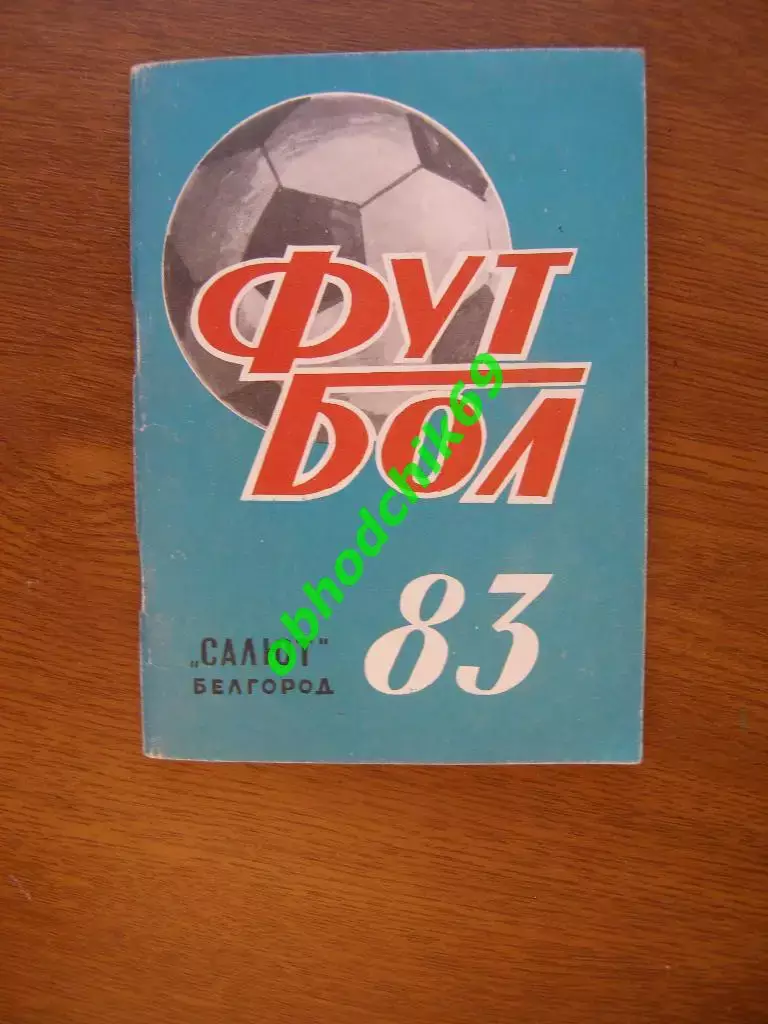 ФУТ
БОЛ
83
„САЛЮТ"
БЕЛГОРОД
obhodchik69